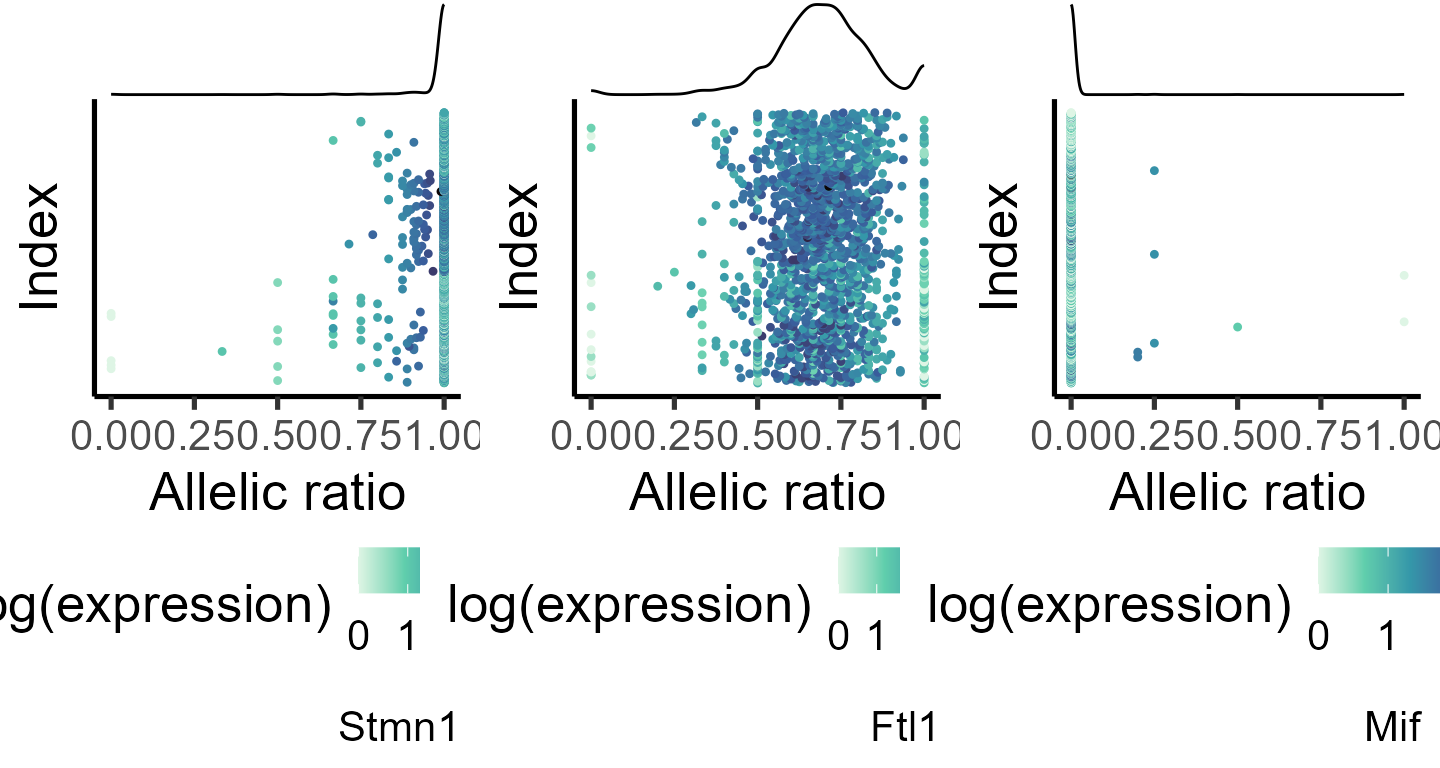 Index
Index
Index
0.000.250.500.751.00
0.000.250.500.751.00
0.000.250.500.751.00
Allelic ratio
Allelic ratio
Allelic ratio
og(expression)
0 1
log(expression)
0 1
log(expression)
0 1
Stmn1
Ftl1
Mif